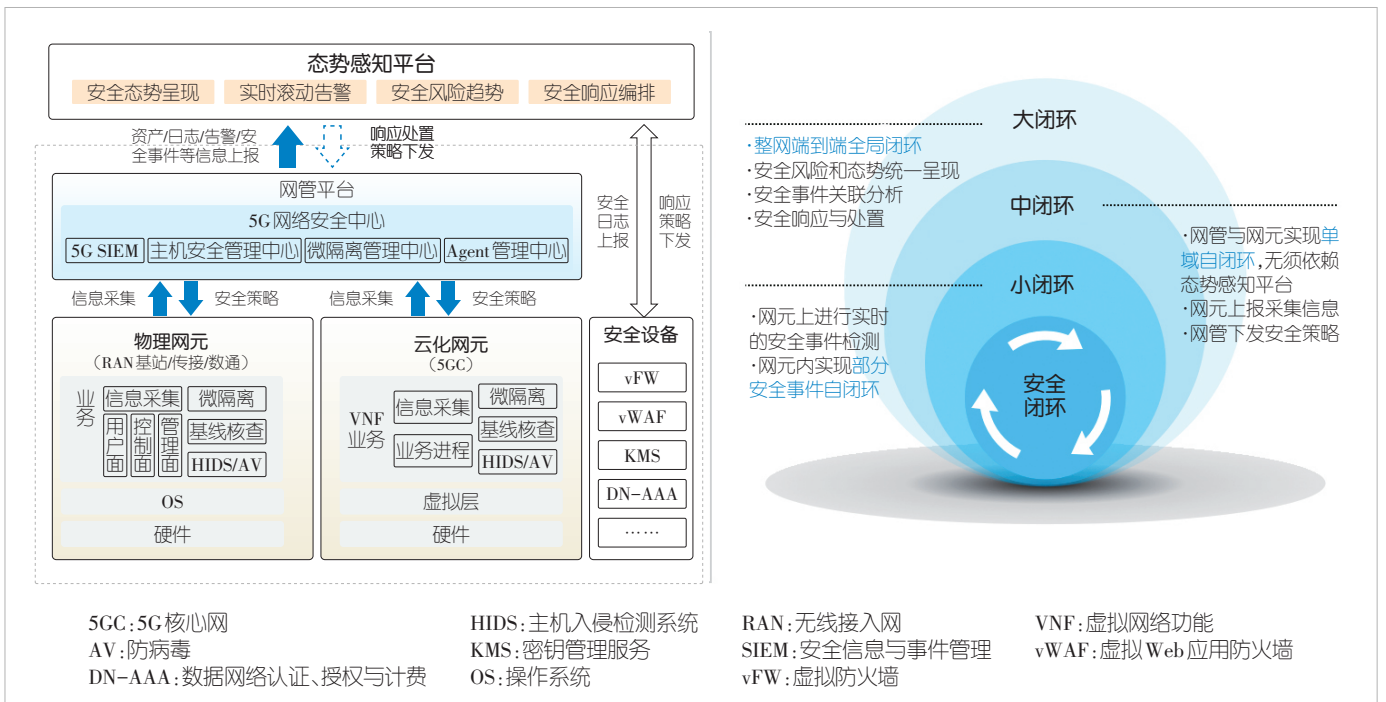 态势感知平台
安全态势呈现 实时滚动告警 安全风险趋势 安全响应编排
资产/日志/告警/安
全事件等信息上报
响应处置
策略下发
网管平台
5G网络安全中心
5G SIEM 主机安全管理中心 微隔离管理中心 Agent管理中心
安全
日志
上报
响应
策略
下发
信息采集 安全策略 信息采集 安全策略
物理网元
（RAN基站/传接/数通）
业务
信息采集 微隔离
用户面 控制面 管理面
基线核查
HIDS/AV
OS
硬件
云化网元
（5GC）
VNF
业务
信息采集
业务进程
微隔离
基线核查
HIDS/AV
虚拟层
硬件
安全设备
vFW
vWAF
KMS
DN-AAA
……
大闭环
·整网端到端全局闭环
·安全风险和态势统一呈现
·安全事件关联分析
·安全响应与处置
中闭环
·网管与网元实现单
域自闭环,无须依赖
态势感知平台
·网元上报采集信息
·网管下发安全策略
小闭环
·网元上进行实时
的安全事件检测
·网元内实现部分
安全事件自闭环
安全
闭环
5GC:5G核心网
AV:防病毒
DN-AAA:数据网络认证、授权与计费
HIDS:主机入侵检测系统
KMS:密钥管理服务
OS:操作系统
RAN:无线接入网
SIEM:安全信息与事件管理
vFW:虚拟防火墙
VNF:虚拟网络功能
vWAF:虚拟Web应用防火墙